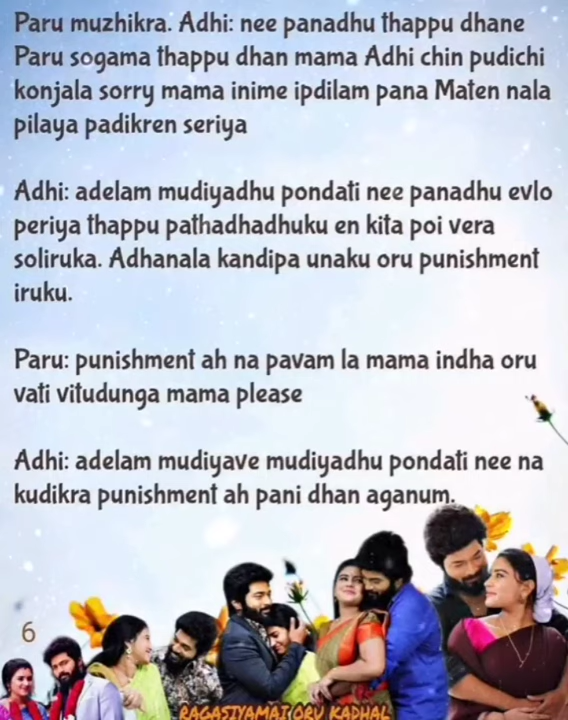 Paru muzhikra. Adhi: nee panadhu thappu dhane
Paru sogama thappu dhan mama Adhi chin pudichi
konjala sorry mama inime ipdilam pana Maten nala
pilaya padikren seriya
Adhi: adelam mudiyadhu pondati nee panadhu evlo
periya thappu pathadhadhuku en kita poi vera
soliruka. Adhanala kandipa unaku oru punishment
iruku.
Paru: punishment ah na pavam la mama indha oru
vati vitudunga mama please
Adhi: adelam mudiyave mudiyadhu pondati nee na
kudikra punishment ah pani dhan aganum.
6
RAGASIYAMAI ORU KADHAL